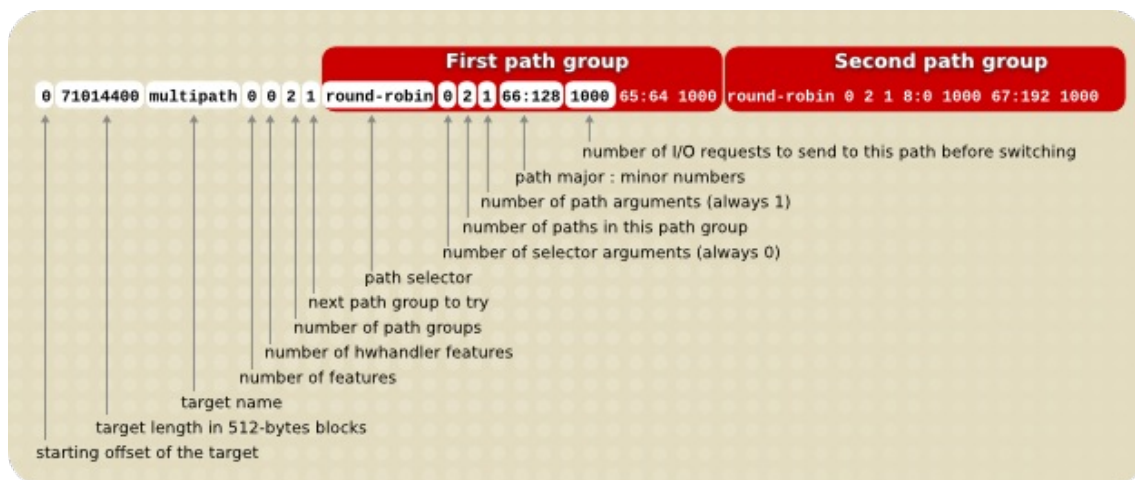 First path group
Second path group
0 71014400 multipath 0 0 2 1 round-robin 0 2 1 66:128 1000 65:64 1000 round-robin 0 2 1 8:0 1000 67:192 1000
number of I/O requests to send to this path before switching
path major : minor numbers
number of path arguments (always 1)
number of paths in this path group
number of selector arguments (always 0)
path selector
next path group to try
number of path groups
number of hwhandler features
number of features
target name
target length in 512-bytes blocks
starting offset of the target